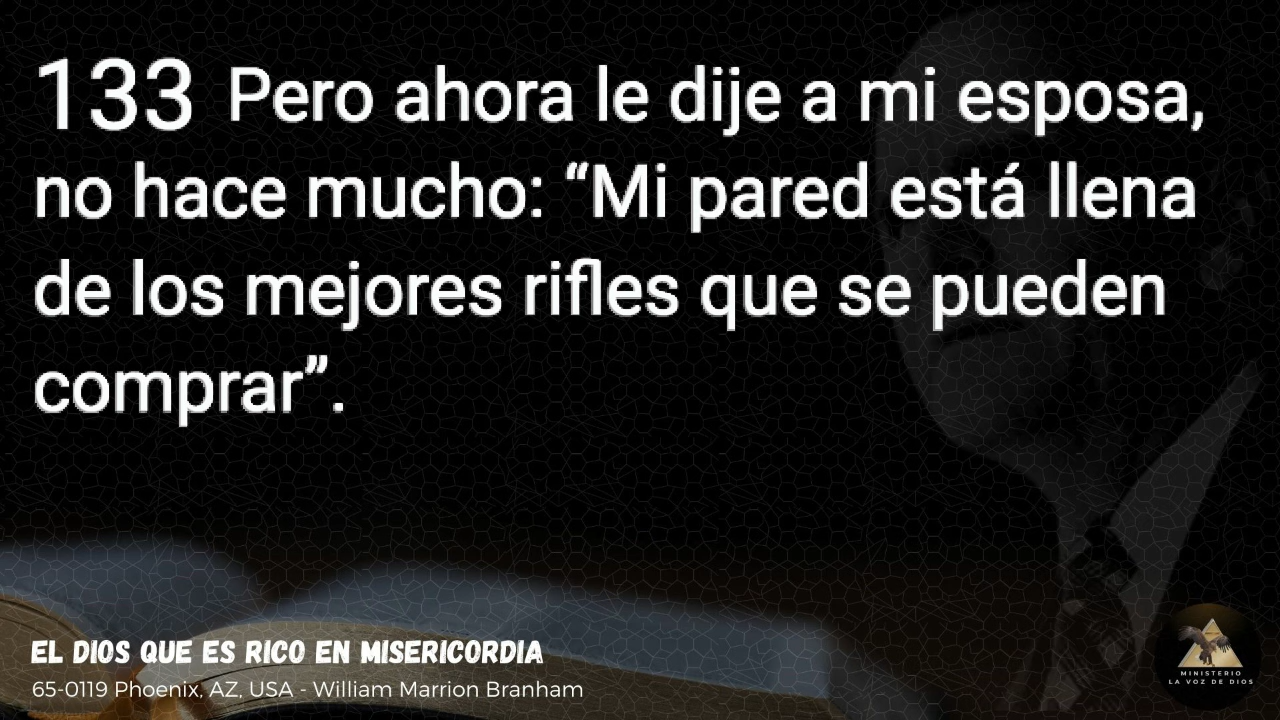 133 Pero ahora le dije a mi esposa,
no hace mucho: “Mi pared está llena
de los mejores rifles que se pueden
comprar”.
EL DIOS QUE ES RICO EN MISERICORDIA
65-0119 Phoenix, AZ, USA - William Marrion Branham
MINISTERIO
LA VOZ DE DIOS